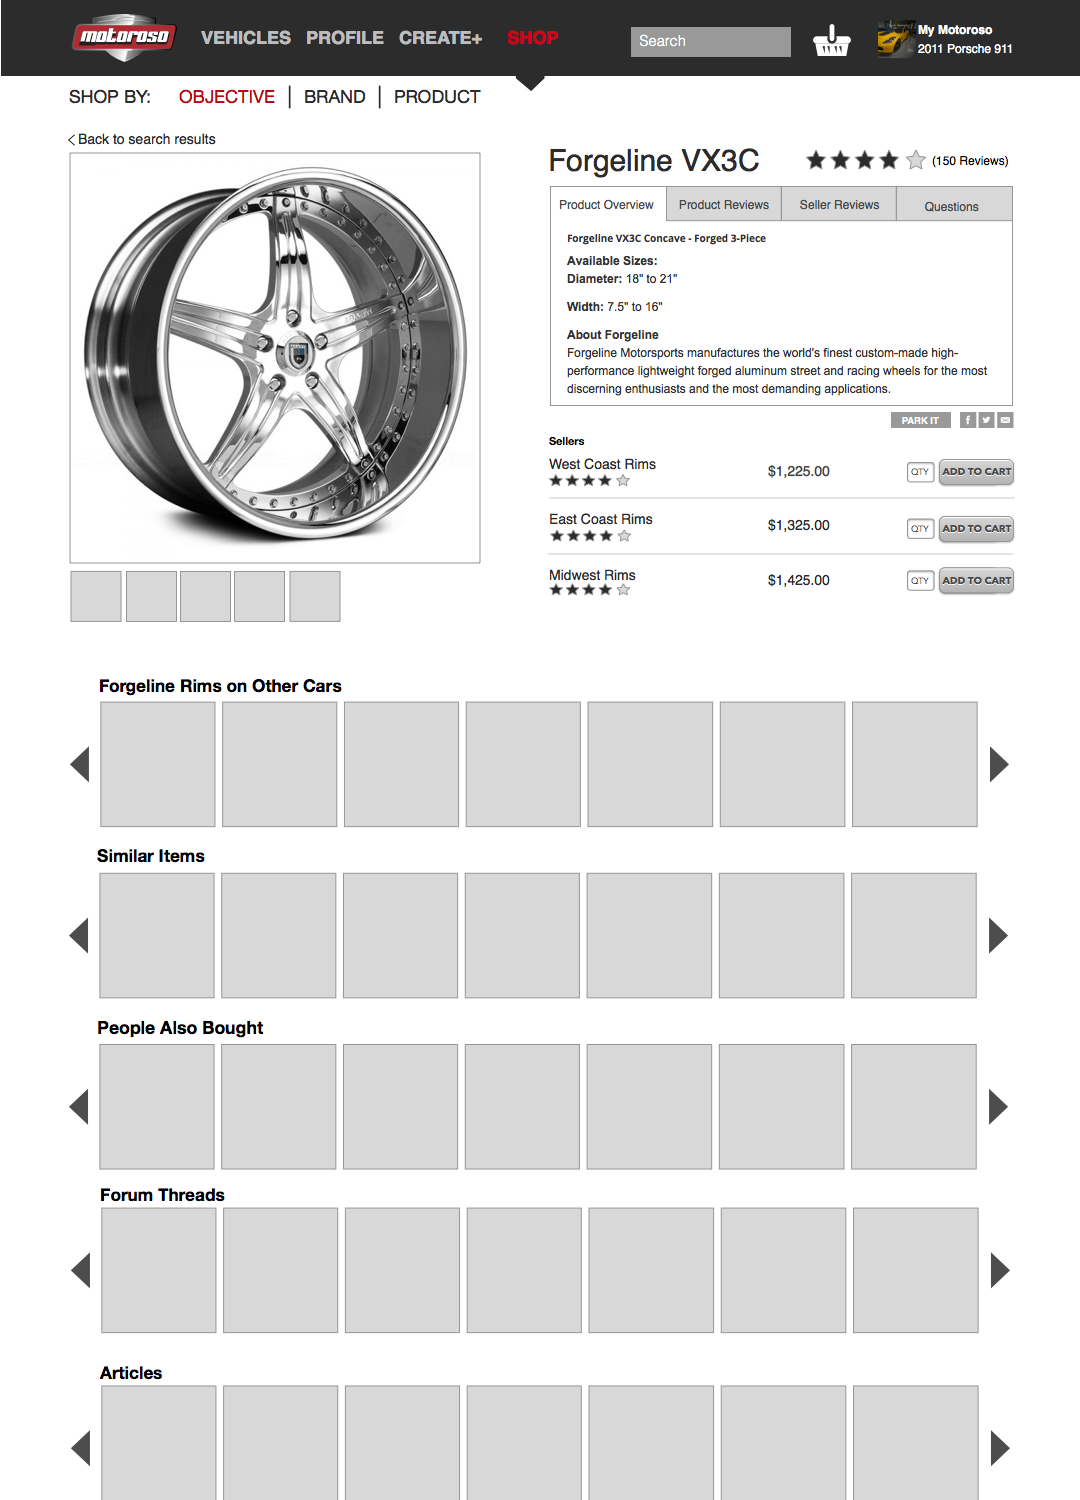 motoroso
VEHICLES PROFILE CREATE+ SHOP
Search
My Motoroso
2011 Porsche 911
SHOP BY: OBJECTIVE | BRAND | PRODUCT
Back to search results
Forgeline VX3C
(150 Reviews)
Product Overview
Product Reviews
Seller Reviews
Questions
Forgeline VX3C Concave - Forged 3-Piece
Available Sizes:
Diameter: 18" to 21"
Width: 7.5" to 16"
About Forgeline
Forgeline Motorsports manufactures the world's finest custom-made high-
performance lightweight forged aluminum street and racing wheels for the most
discerning enthusiasts and the most demanding applications.
PARK IT
Sellers
West Coast Rims $1,225.00 QTY ADD TO CART
East Coast Rims $1,325.00 QTY ADD TO CART
Midwest Rims $1,425.00 QTY ADD TO CART
Forgeline Rims on Other Cars
Similar Items
People Also Bought
Forum Threads
Articles